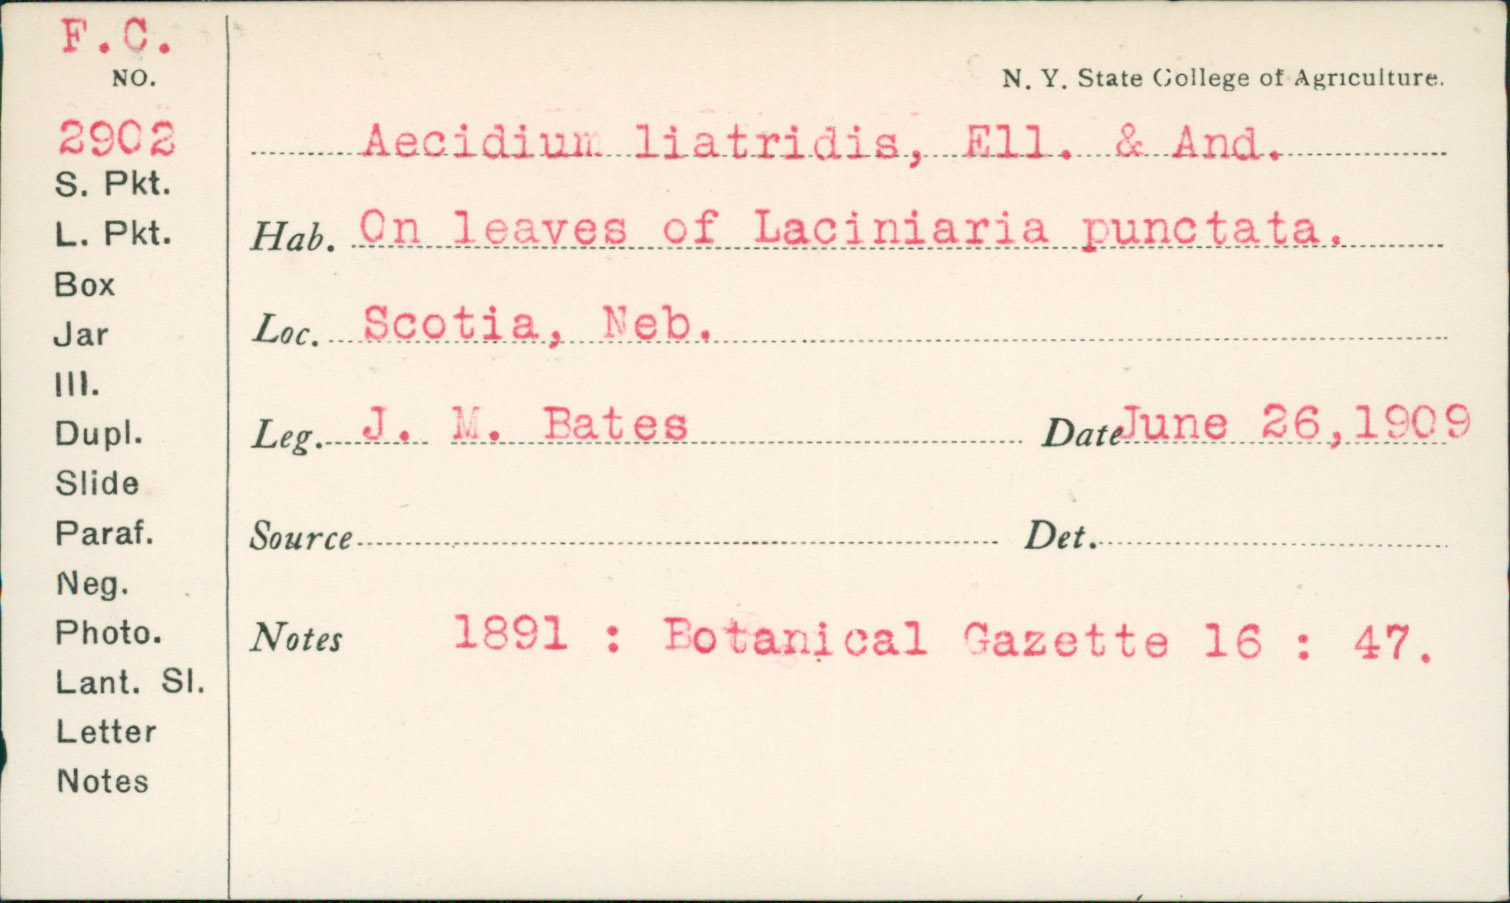 F.C.
NO.
2902
S. Pkt.
L. Pkt.
Box
Jar
Ill.
Dupl.
Slide
Paraf.
Neg.
Photo.
Lant. Sl.
Letter
Notes
N. Y. State College of Agriculture.
Aecidium liatridis, Ell. & And.
Hab. On leaves of Laciniaria punctata.
Loc. Scotia, Neb.
Leg. J. M. Bates Date June 26,1909
Source Det.
Notes 1891 : Botanical Gazette 16 : 47.